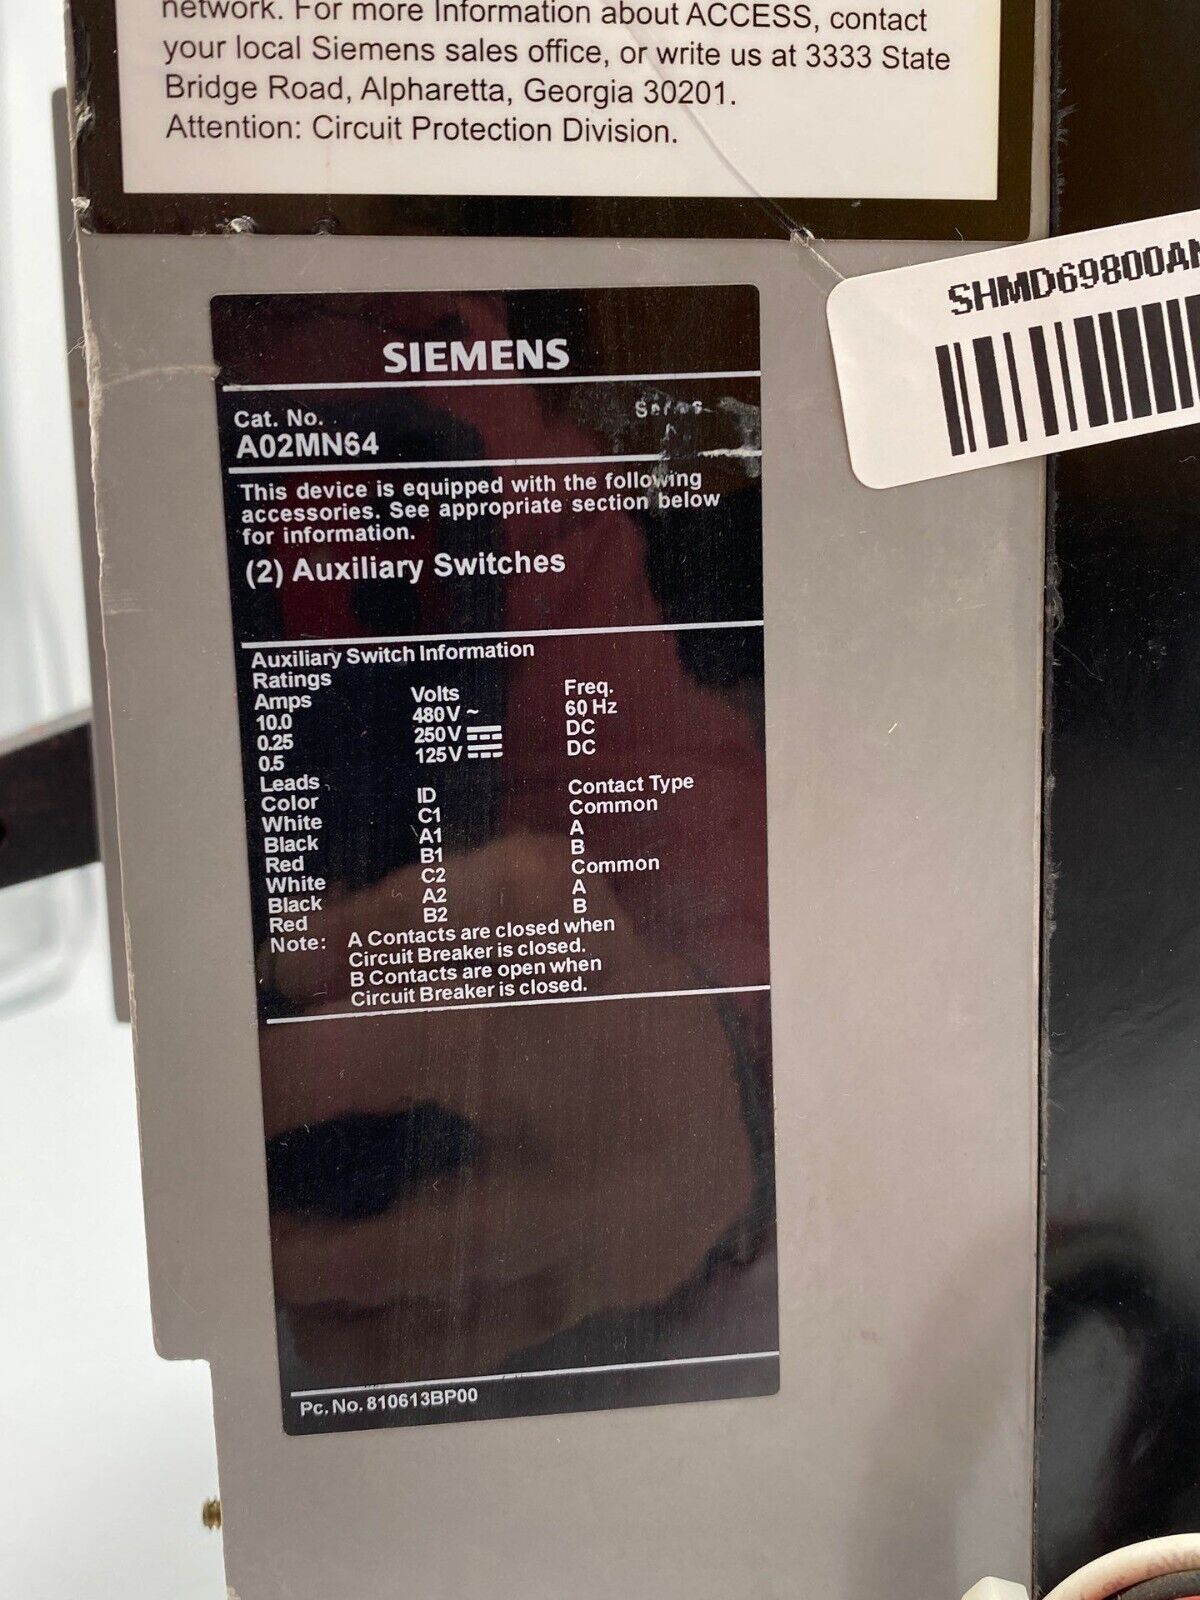 network. For more Information about ACCESS, contact
your local Siemens sales office, or write us at 3333 State
Bridge Road, Alpharetta, Georgia 30201.
Attention: Circuit Protection Division.
SHMD69800A
SIEMENS
Cat. No. Series
A02MN64 A
This device is equipped with the following
accessories. See appropriate section below
for information.
(2) Auxiliary Switches
Auxiliary Switch Information
Ratings
Amps Volts Freq.
10.0 480V ~ 60 Hz
0.25 250V ⎓ DC
0.5 125V ⎓ DC
Leads
Color ID Contact Type
White C1 Common
Black A1 A
Red B1 B
White C2 Common
Black A2 A
Red B2 B
Note: A Contacts are closed when
Circuit Breaker is closed.
B Contacts are open when
Circuit Breaker is closed.
Pc. No. 810613BP00